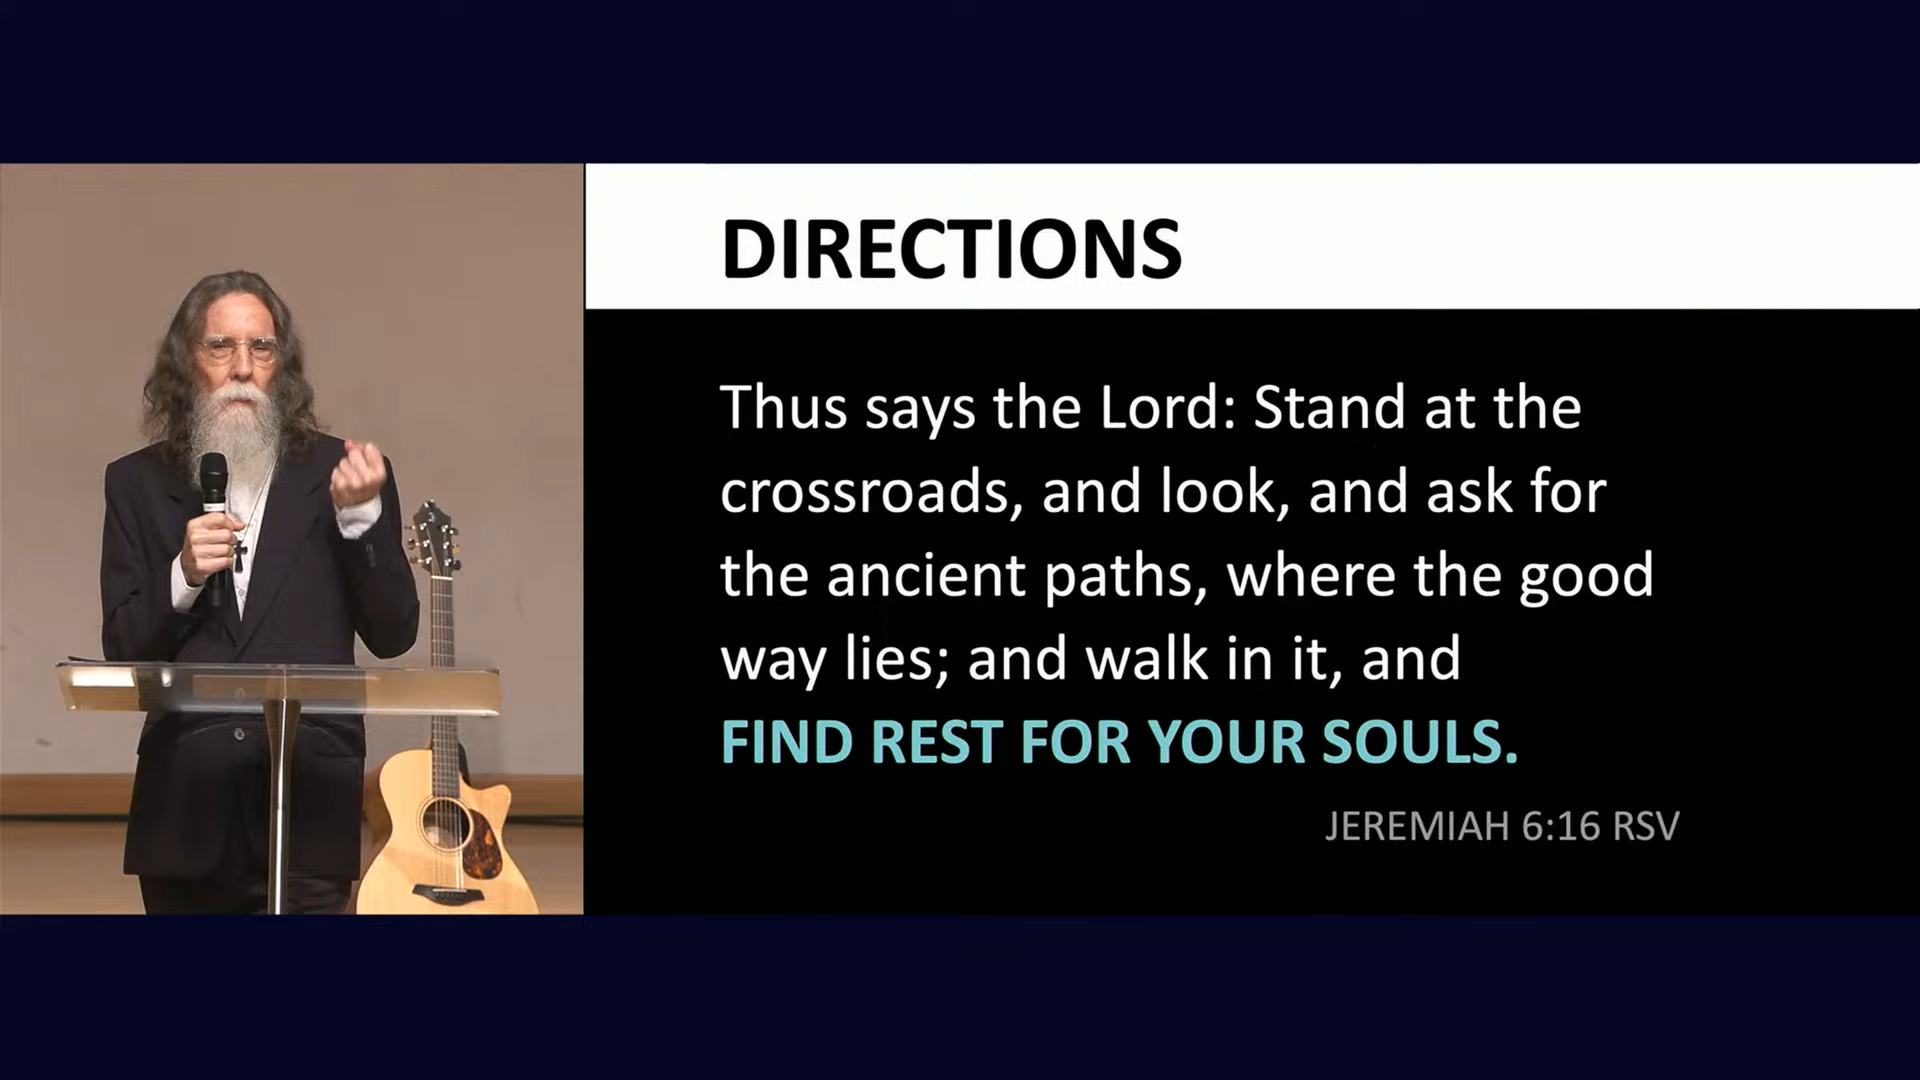 DIRECTIONS
Thus says the Lord: Stand at the
crossroads, and look, and ask for
the ancient paths, where the good
way lies; and walk in it, and
FIND REST FOR YOUR SOULS.
JEREMIAH 6:16 RSV